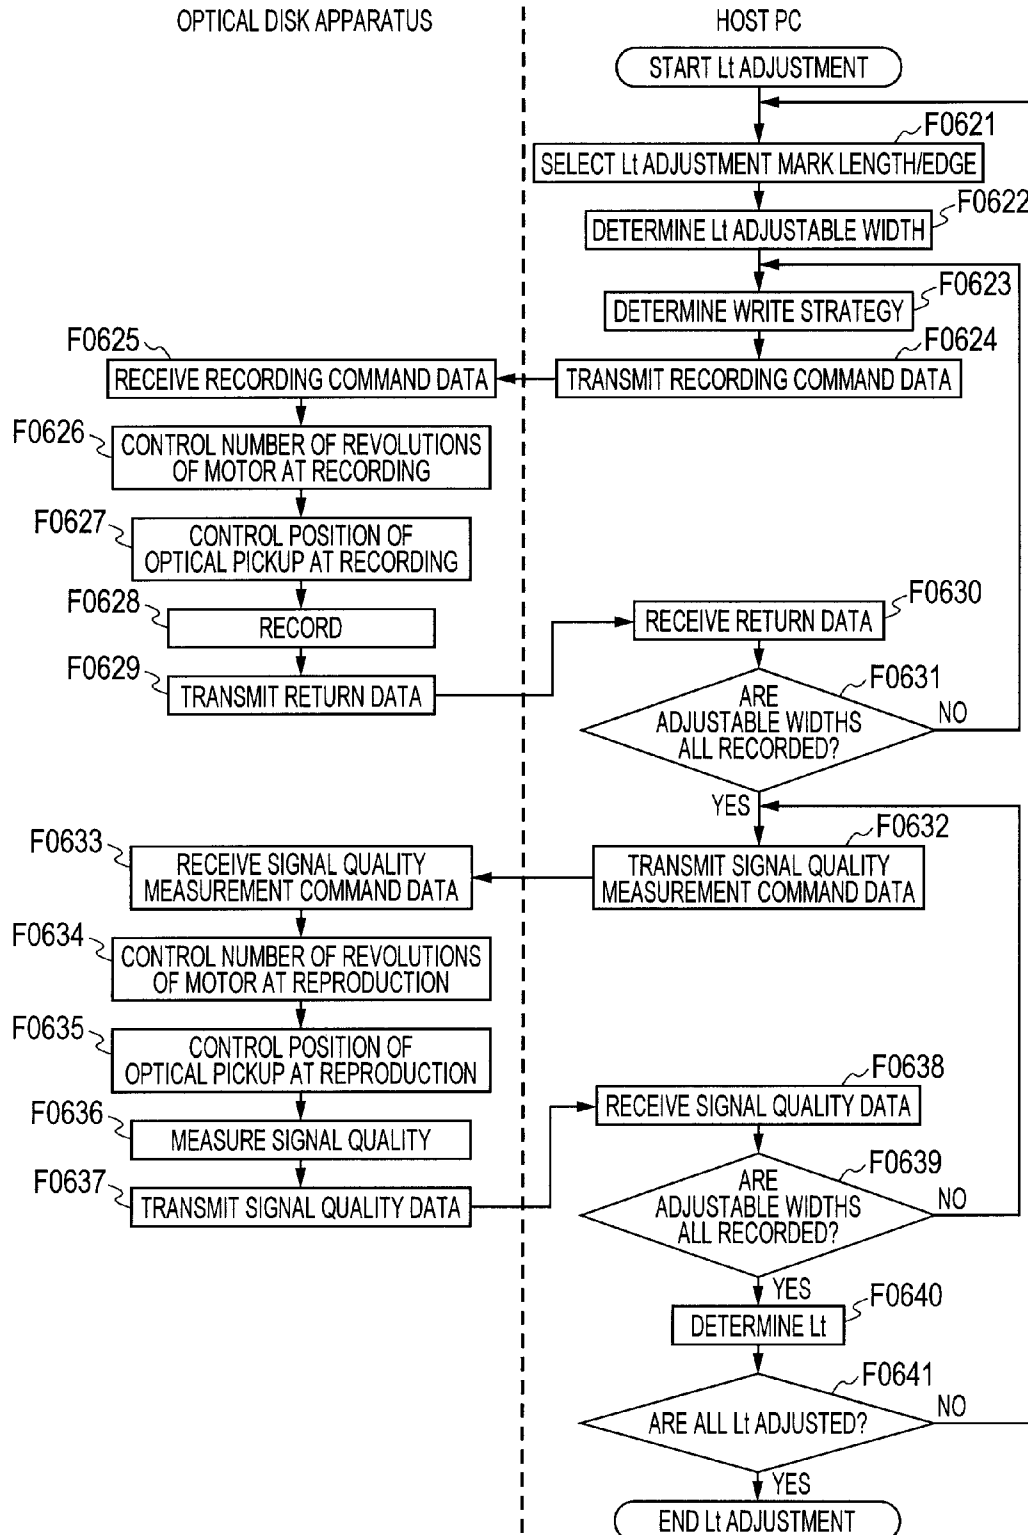 OPTICAL DISK APPARATUS
HOST PC
START Lt ADJUSTMENT
F0621
SELECT Lt ADJUSTMENT MARK LENGTH/EDGE
F0622
DETERMINE Lt ADJUSTABLE WIDTH
F0623
DETERMINE WRITE STRATEGY
F0624
TRANSMIT RECORDING COMMAND DATA
F0625
RECEIVE RECORDING COMMAND DATA
F0626
CONTROL NUMBER OF REVOLUTIONS
OF MOTOR AT RECORDING
F0627
CONTROL POSITION OF
OPTICAL PICKUP AT RECORDING
F0628
RECORD
F0629
TRANSMIT RETURN DATA
F0630
RECEIVE RETURN DATA
F0631
ARE
ADJUSTABLE WIDTHS
ALL RECORDED?
NO
YES
F0632
TRANSMIT SIGNAL QUALITY
MEASUREMENT COMMAND DATA
F0633
RECEIVE SIGNAL QUALITY
MEASUREMENT COMMAND DATA
F0634
CONTROL NUMBER OF REVOLUTIONS
OF MOTOR AT REPRODUCTION
F0635
CONTROL POSITION OF
OPTICAL PICKUP AT REPRODUCTION
F0636
MEASURE SIGNAL QUALITY
F0637
TRANSMIT SIGNAL QUALITY DATA
F0638
RECEIVE SIGNAL QUALITY DATA
F0639
ARE
ADJUSTABLE WIDTHS
ALL RECORDED?
NO
YES
F0640
DETERMINE Lt
F0641
ARE ALL Lt ADJUSTED?
NO
YES
END Lt ADJUSTMENT